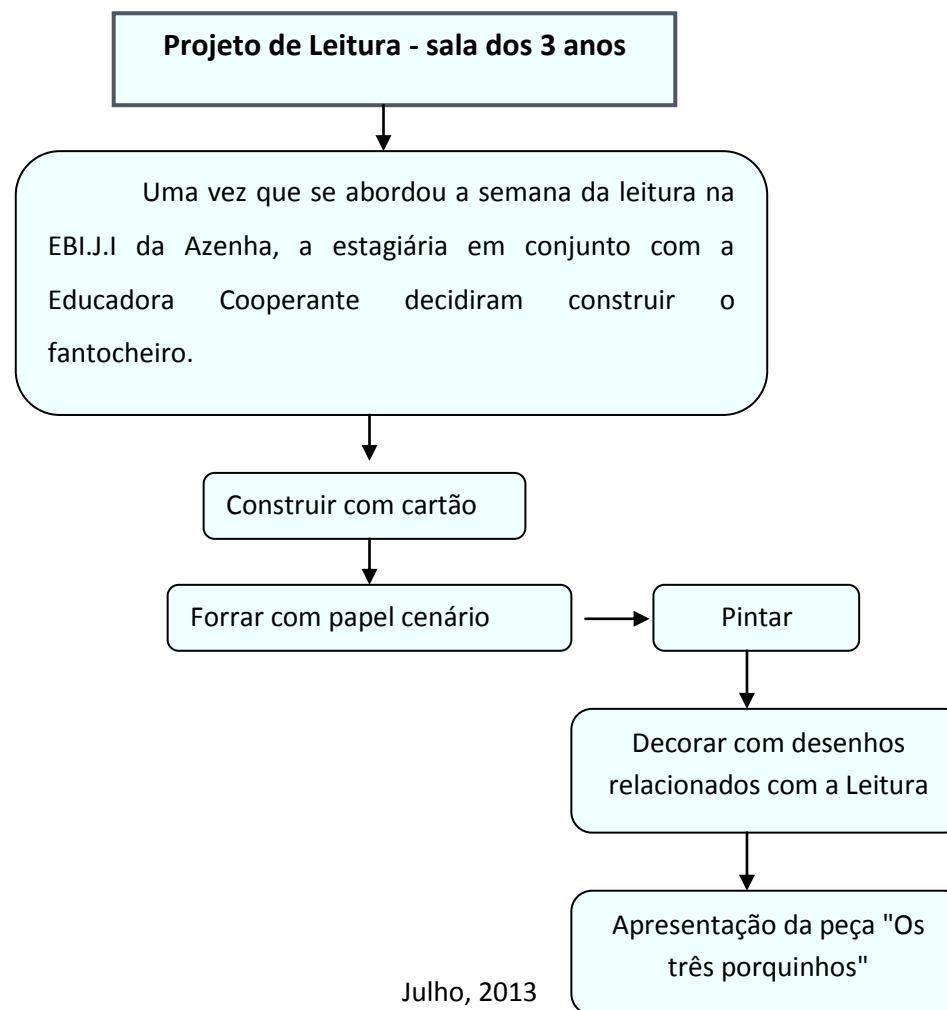 Projeto de Leitura - sala dos 3 anos
Uma vez que se abordou a semana da leitura na
EBI.J.I da Azenha, a estagiária em conjunto com a
Educadora Cooperante decidiram construir o
fantocheiro.
Construir com cartão
Forrar com papel cenário
Pintar
Decorar com desenhos
relacionados com a Leitura
Apresentação da peça "Os
três porquinhos"
Julho, 2013